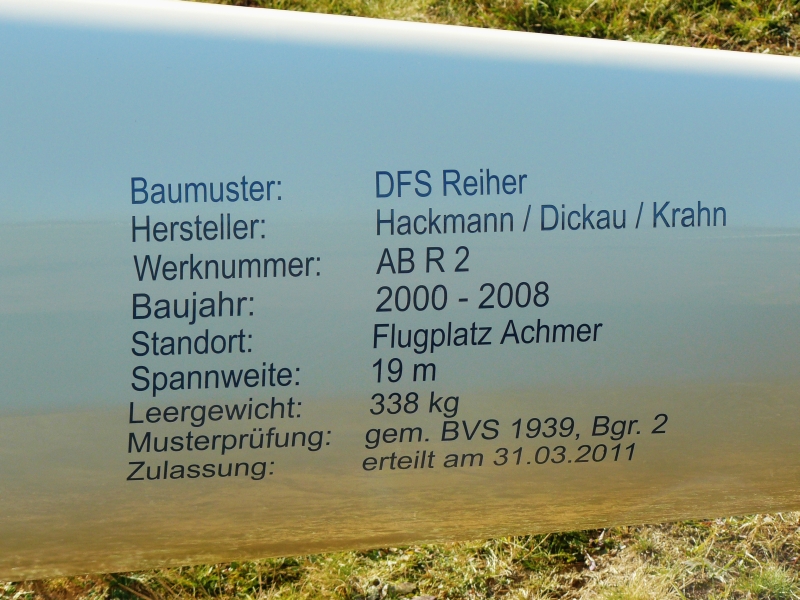 Baumuster: DFS Reiher
Hersteller: Hackmann / Dickau / Krahn
Werknummer: AB R 2
Baujahr: 2000 - 2008
Standort: Flugplatz Achmer
Spannweite: 19 m
Leergewicht: 338 kg
Musterprüfung: gem. BVS 1939, Bgr. 2
Zulassung: erteilt am 31.03.2011